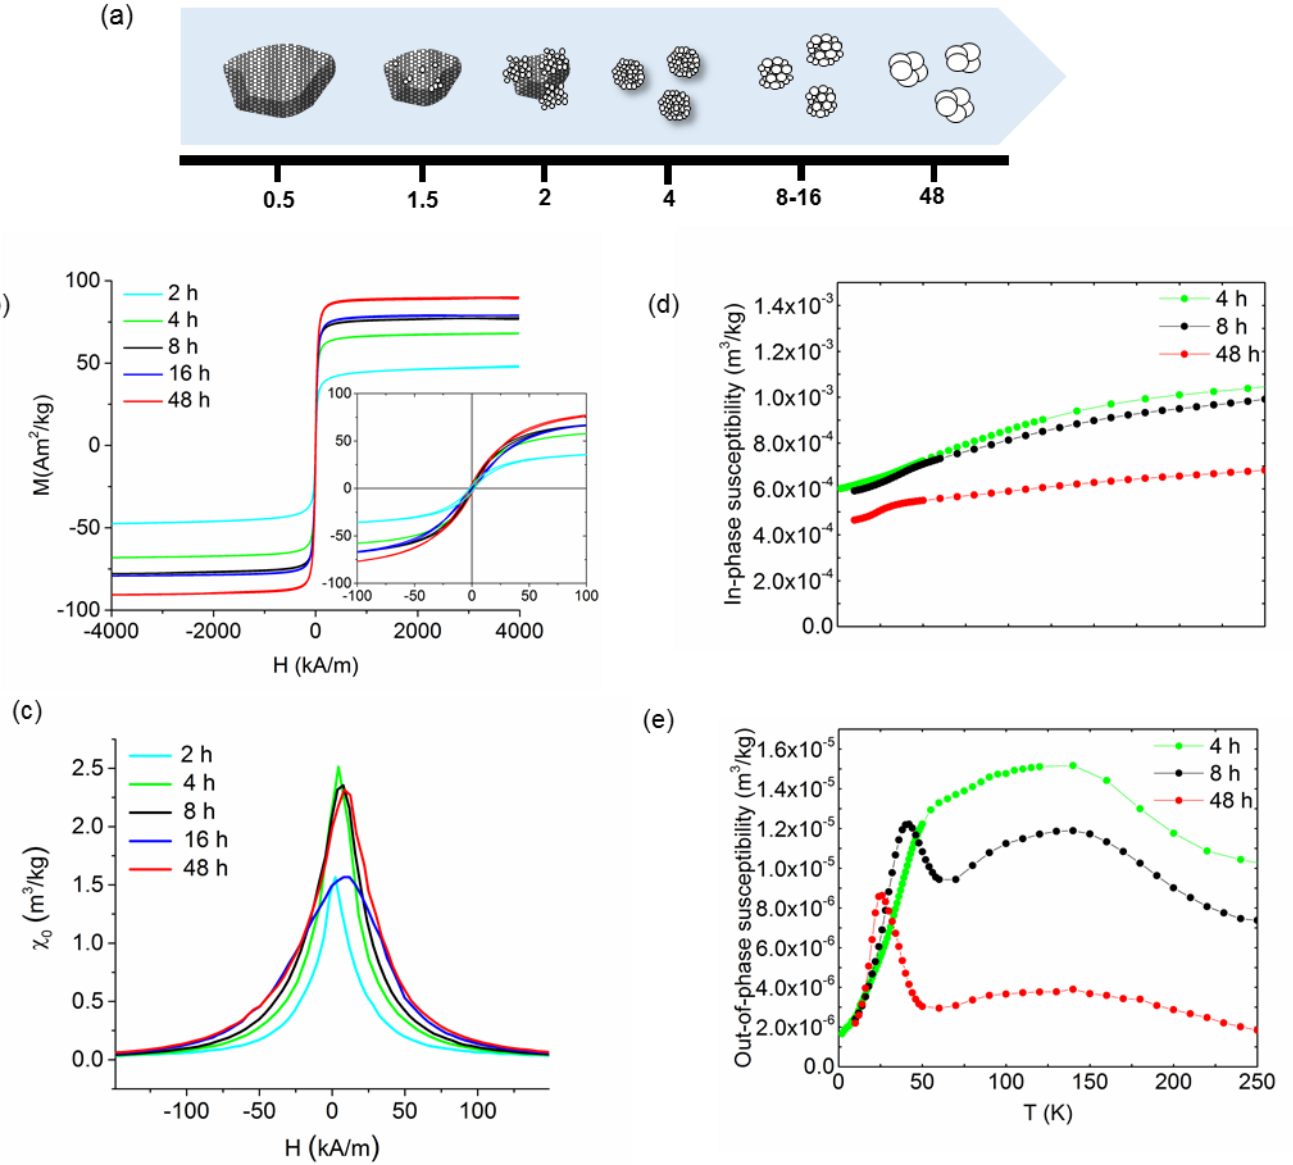 (a)
0.5 1.5 2 4 8-16 48
)
M(Am²/kg)
100
50
0
-50
-100
-4000 -2000 0 2000 4000
H (kA/m)
2 h
4 h
8 h
16 h
48 h
100
50
0
-50
-100
-100 -50 0 50 100
(d)
In-phase susceptibility (m³/kg)
1.4x10⁻³
1.2x10⁻³
1.0x10⁻³
8.0x10⁻⁴
6.0x10⁻⁴
4.0x10⁻⁴
2.0x10⁻⁴
0.0
4 h
8 h
48 h
(c)
χ₀ (m³/kg)
2.5
2.0
1.5
1.0
0.5
0.0
-100 -50 0 50 100
H (kA/m)
2 h
4 h
8 h
16 h
48 h
(e)
Out-of-phase susceptibility (m³/kg)
1.6x10⁻⁵
1.4x10⁻⁵
1.2x10⁻⁵
1.0x10⁻⁵
8.0x10⁻⁶
6.0x10⁻⁶
4.0x10⁻⁶
2.0x10⁻⁶
0.0
0 50 100 150 200 250
T (K)
4 h
8 h
48 h